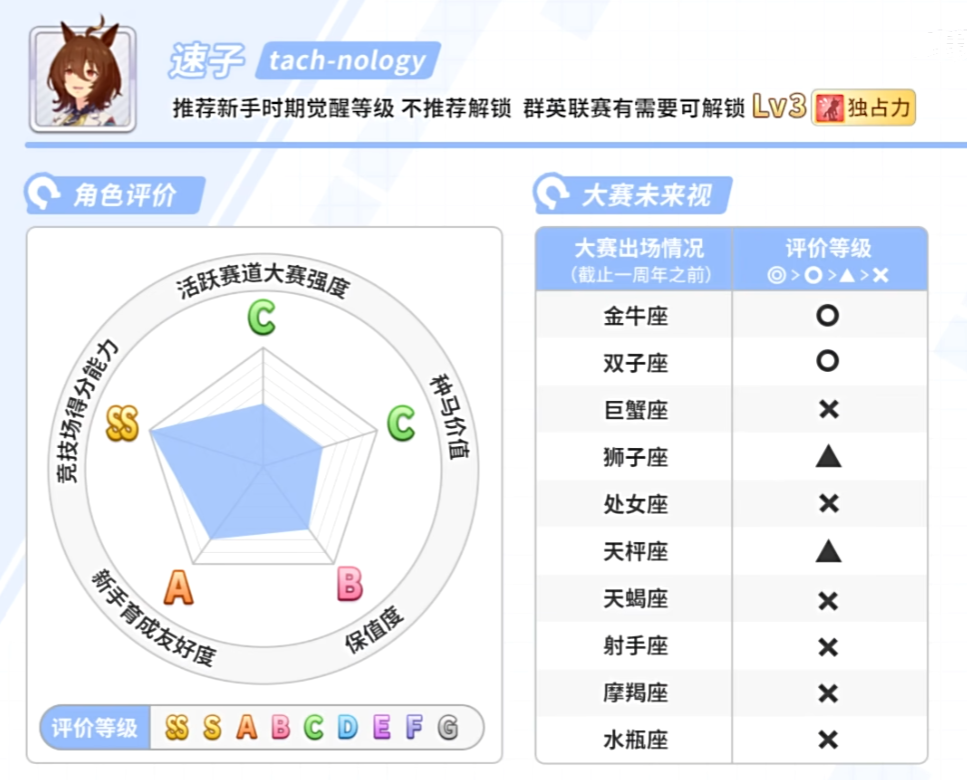 速子 tach-nology
推荐新手时期觉醒等级 不推荐解锁 群英联赛有需要可解锁 Lv3 独占力
角色评价
活跃赛道大赛强度
C
种马价值
C
保值度
B
新手育成友好度
A
竞技场得分能力
SS
评价等级 SS S A B C D E F G
大赛未来视
大赛出场情况 评价等级
(截止一周年之前) ◎>○>▲>×
金牛座 ○
双子座 ○
巨蟹座 ×
狮子座 ▲
处女座 ×
天枰座 ▲
天蝎座 ×
射手座 ×
摩羯座 ×
水瓶座 ×